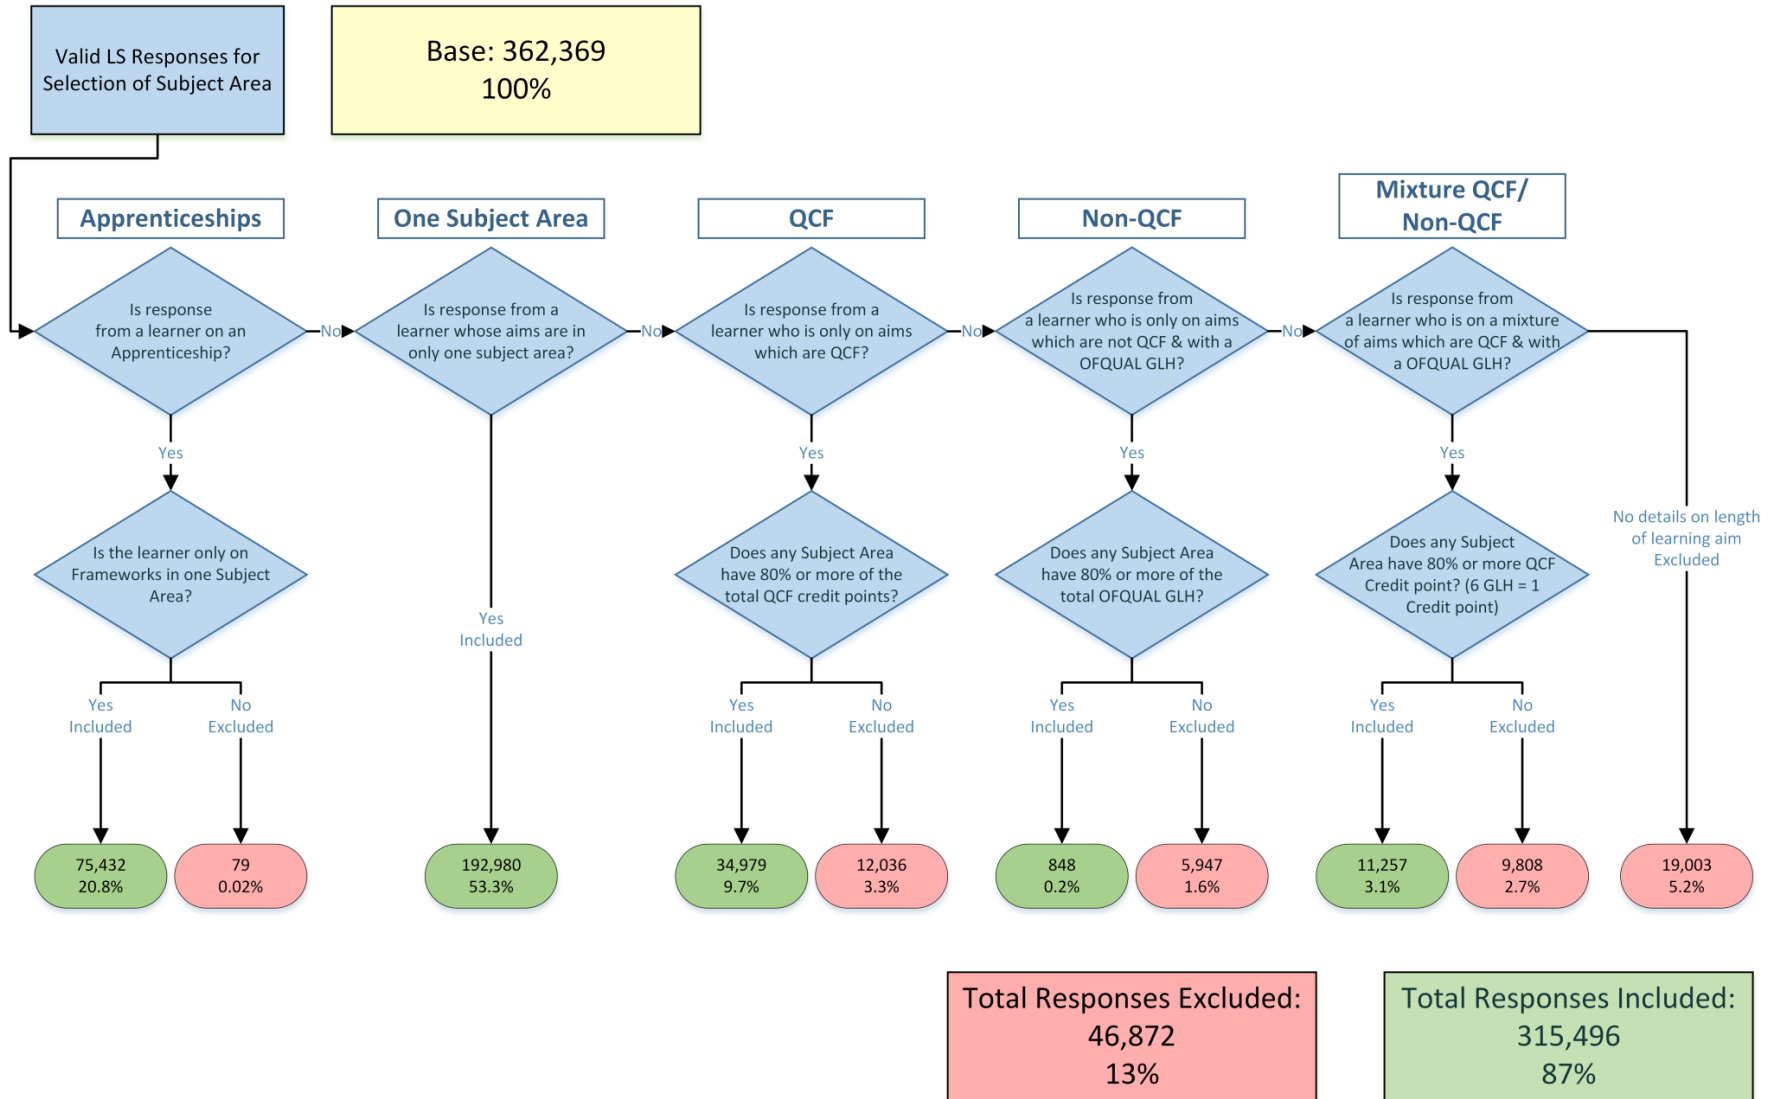 Valid LS Responses for
Selection of Subject Area
Base: 362,369
100%
Apprenticeships
One Subject Area
QCF
Non-QCF
Mixture QCF/
Non-QCF
Is response
from a learner on an
Apprenticeship?
No
Is response from a
learner whose aims are in
only one subject area?
No
Is response from a
learner who is only on aims
which are QCF?
No
Is response from
a learner who is only on aims
which are not QCF & with a
OFQUAL GLH?
No
Is response from
a learner who is on a mixture
of aims which are QCF & with
a OFQUAL GLH?
Yes
Yes
Yes
Yes
Is the learner only on
Frameworks in one Subject
Area?
Yes
Included
Does any Subject Area
have 80% or more of the
total QCF credit points?
Does any Subject Area
have 80% or more of the
total OFQUAL GLH?
Does any Subject
Area have 80% or more QCF
Credit point? (6 GLH = 1
Credit point)
No details on length
of learning aim
Excluded
Yes
Included
No
Excluded
Yes
Included
No
Excluded
Yes
Included
No
Excluded
Yes
Included
No
Excluded
75,432
20.8%
79
0.02%
192,980
53.3%
34,979
9.7%
12,036
3.3%
848
0.2%
5,947
1.6%
11,257
3.1%
9,808
2.7%
19,003
5.2%
Total Responses Excluded:
46,872
13%
Total Responses Included:
315,496
87%